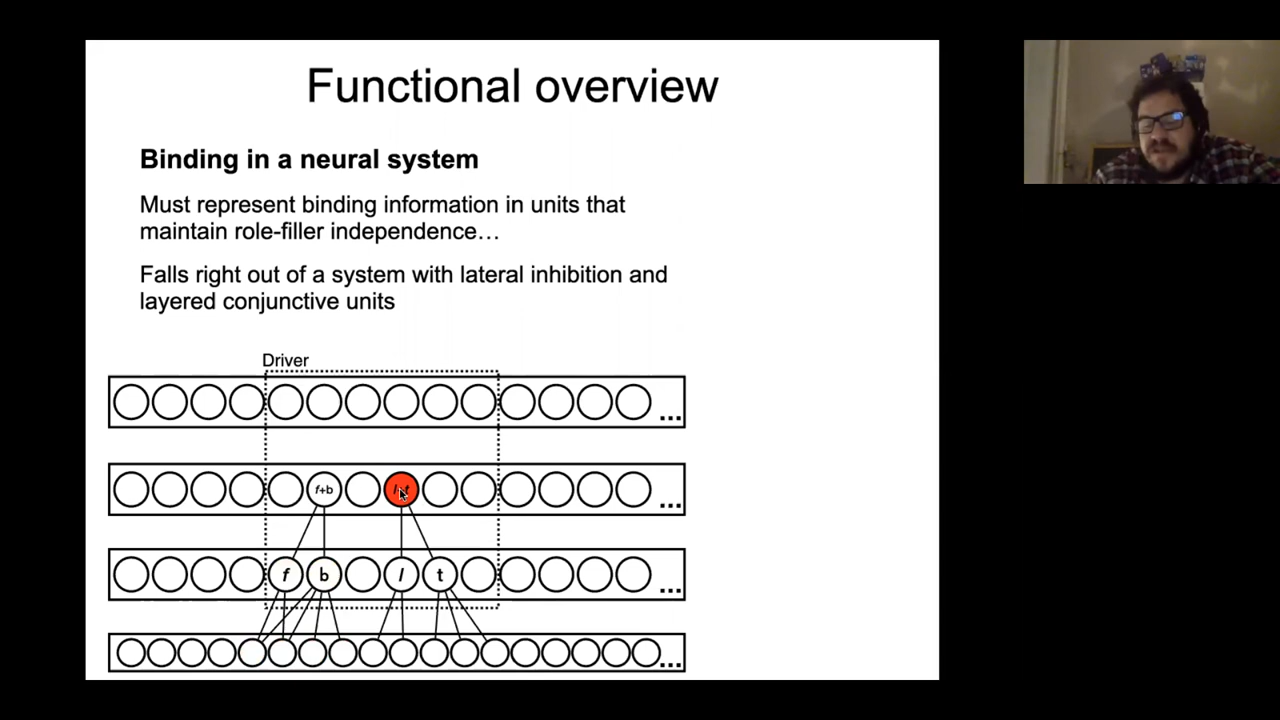 Functional overview
Binding in a neural system
Must represent binding information in units that
maintain role-filler independence…
Falls right out of a system with lateral inhibition and
layered conjunctive units
Driver
...
f+b
...
f b l t
...
...